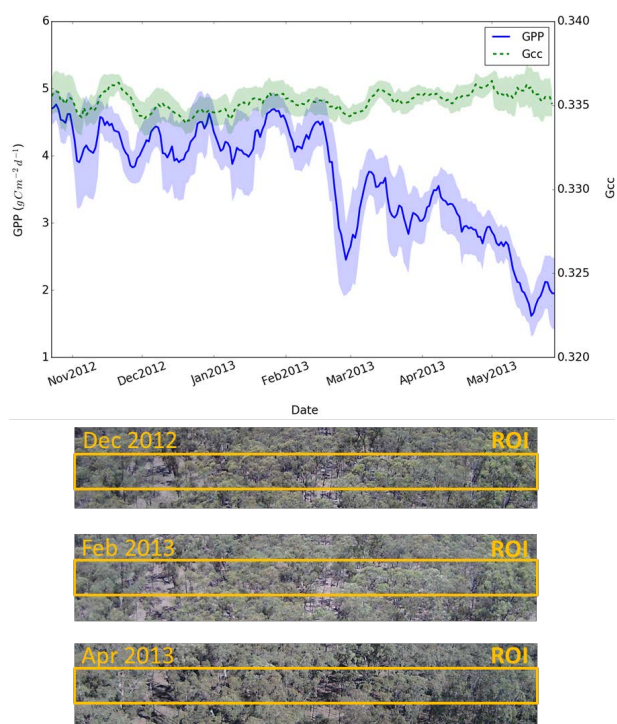 6
0.340
GPP
Gcc
5
0.335
4
0.330
3
0.325
2
1
0.320
GPP (g C m⁻² d⁻¹)
Gcc
Nov2012 Dec2012 Jan2013 Feb2013 Mar2013 Apr2013 May2013
Date
Dec 2012 ROI
Feb 2013 ROI
Apr 2013 ROI